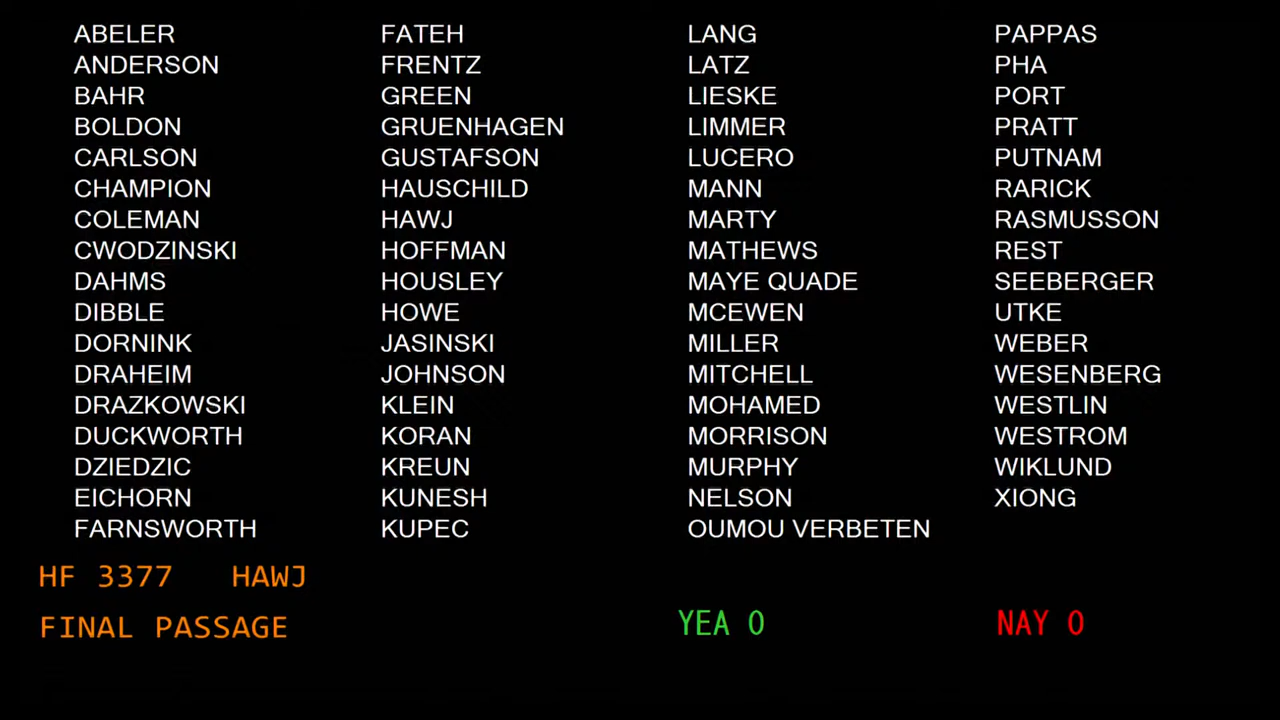 ABELER FATEH LANG PAPPAS
ANDERSON FRENTZ LATZ PHA
BAHR GREEN LIESKE PORT
BOLDON GRUENHAGEN LIMMER PRATT
CARLSON GUSTAFSON LUCERO PUTNAM
CHAMPION HAUSCHILD MANN RARICK
COLEMAN HAWJ MARTY RASMUSSON
CWODZINSKI HOFFMAN MATHEWS REST
DAHMS HOUSLEY MAYE QUADE SEEBERGER
DIBBLE HOWE MCEWEN UTKE
DORNINK JASINSKI MILLER WEBER
DRAHEIM JOHNSON MITCHELL WESENBERG
DRAZKOWSKI KLEIN MOHAMED WESTLIN
DUCKWORTH KORAN MORRISON WESTROM
DZIEDZIC KREUN MURPHY WIKLUND
EICHORN KUNESH NELSON XIONG
FARNSWORTH KUPEC OUMOU VERBETEN
HF 3377 HAWJ
FINAL PASSAGE YEA 0 NAY 0